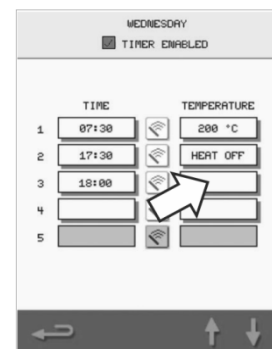 WEDNESDAY
TIMER ENABLED
TIME TEMPERATURE
1 07:30 200 °C
2 17:30 HEAT OFF
3 18:00
4
5